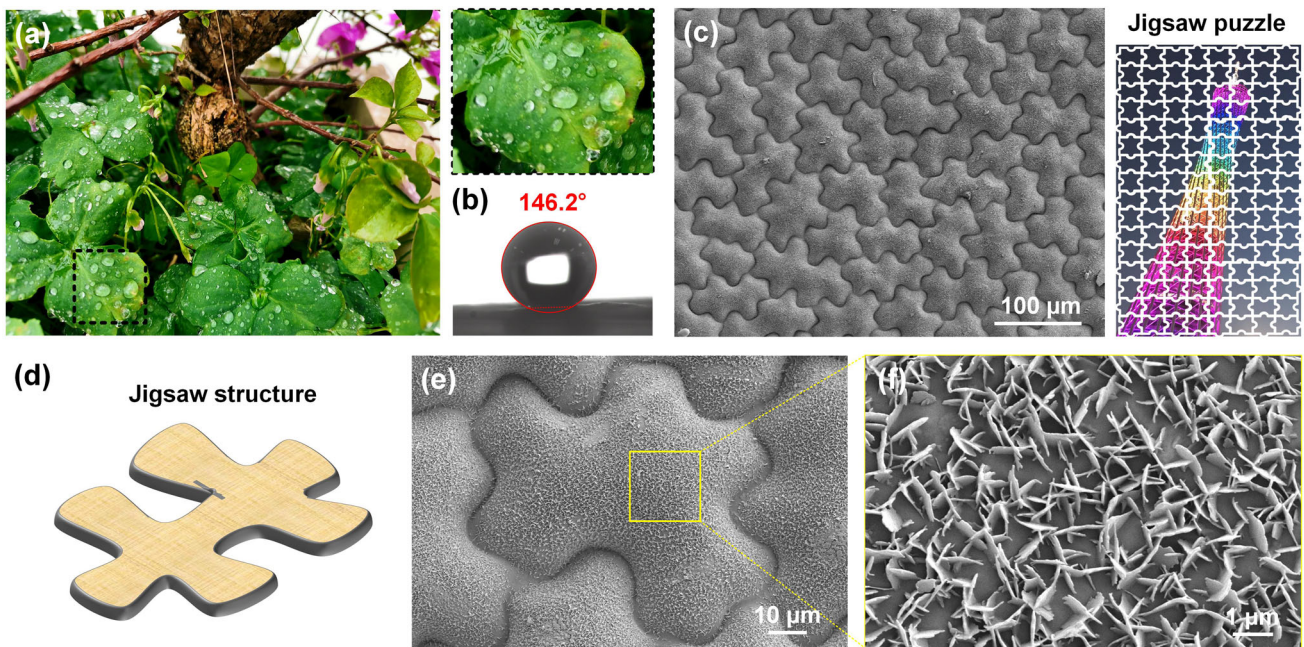 (a)
(b)
146.2°
(c)
100 μm
Jigsaw puzzle
(d)
Jigsaw structure
(e)
10 μm
(f)
1 μm